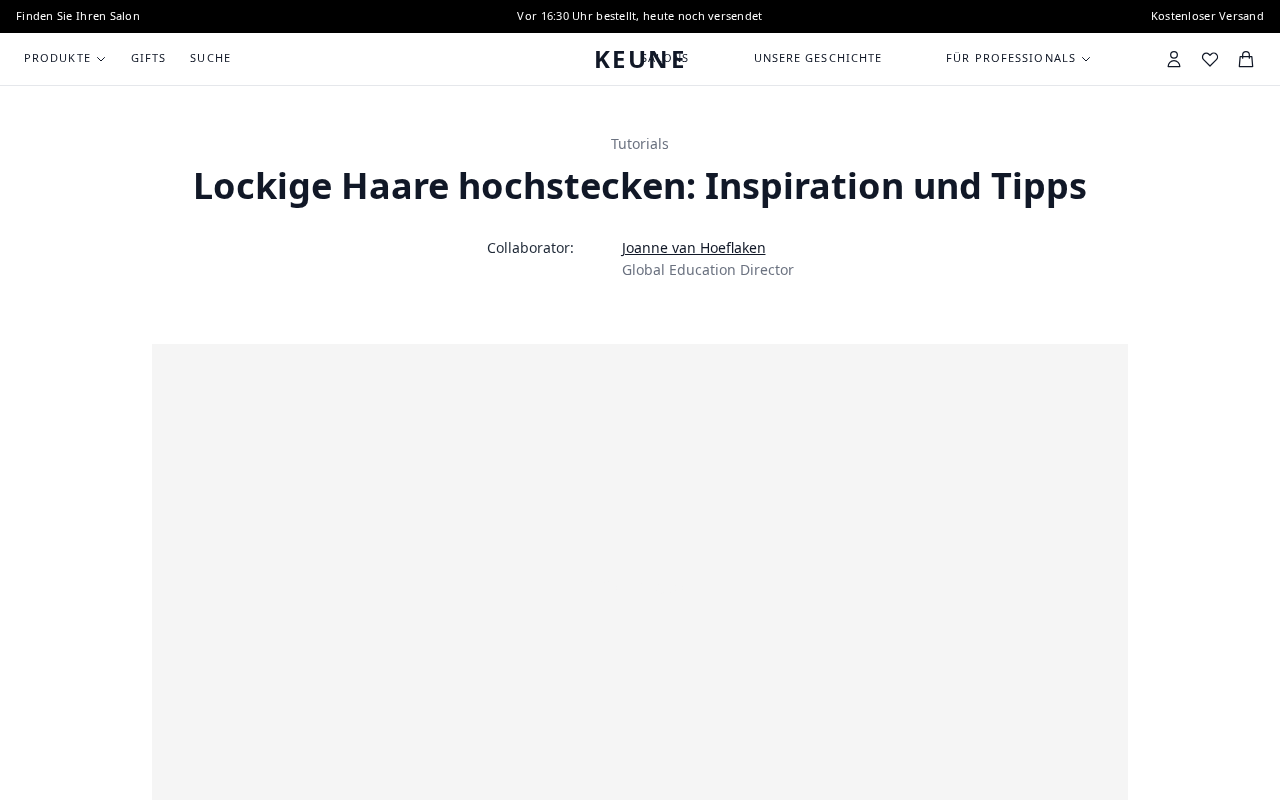 Finden Sie Ihren Salon
Vor 16:30 Uhr bestellt, heute noch versendet
Kostenloser Versand
PRODUKTE
GIFTS
SUCHE
KEUNE
SALONS
UNSERE GESCHICHTE
FÜR PROFESSIONALS
Tutorials
Lockige Haare hochstecken: Inspiration und Tipps
Collaborator:
Joanne van Hoeflaken
Global Education Director